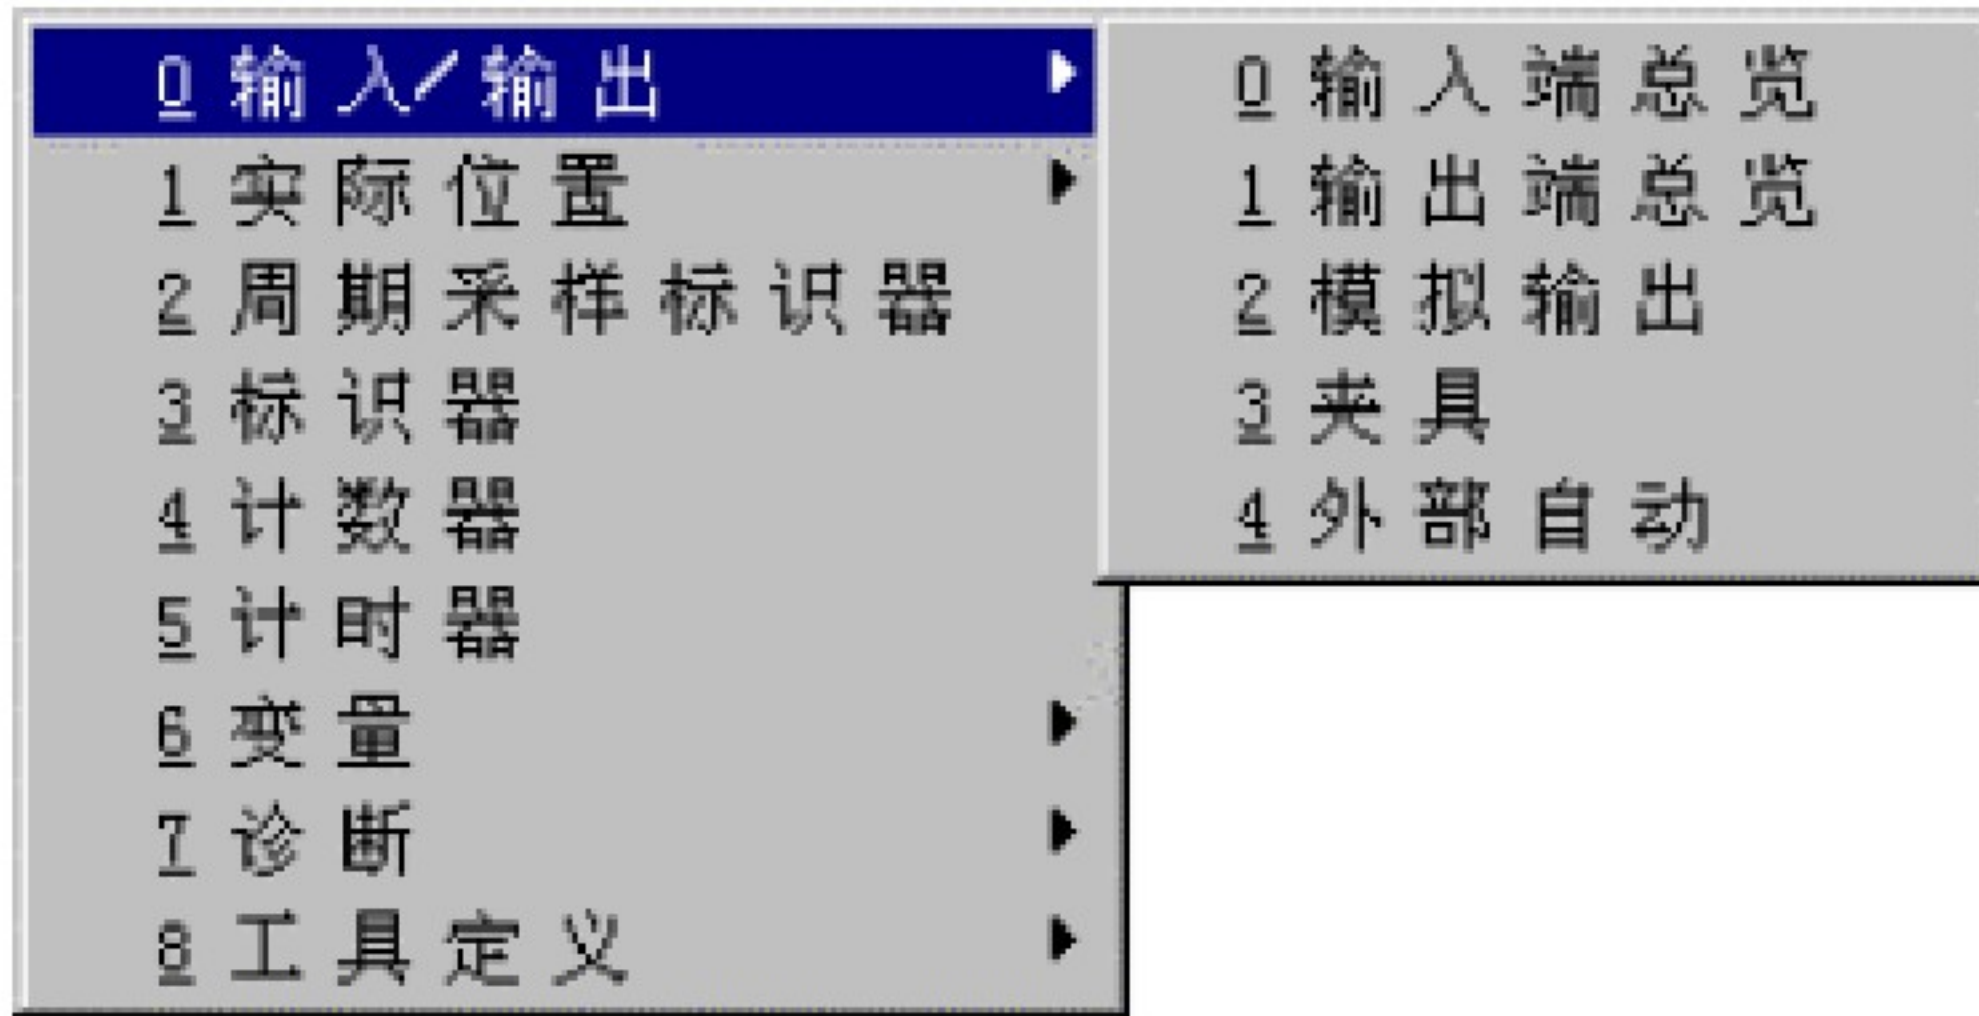 0 输入/输出
1 实际位置
2 周期采样标识器
3 标识器
4 计数器
5 计时器
6 变量
7 诊断
8 工具定义
0 输入端总览
1 输出端总览
2 模拟输出
3 夹具
4 外部自动